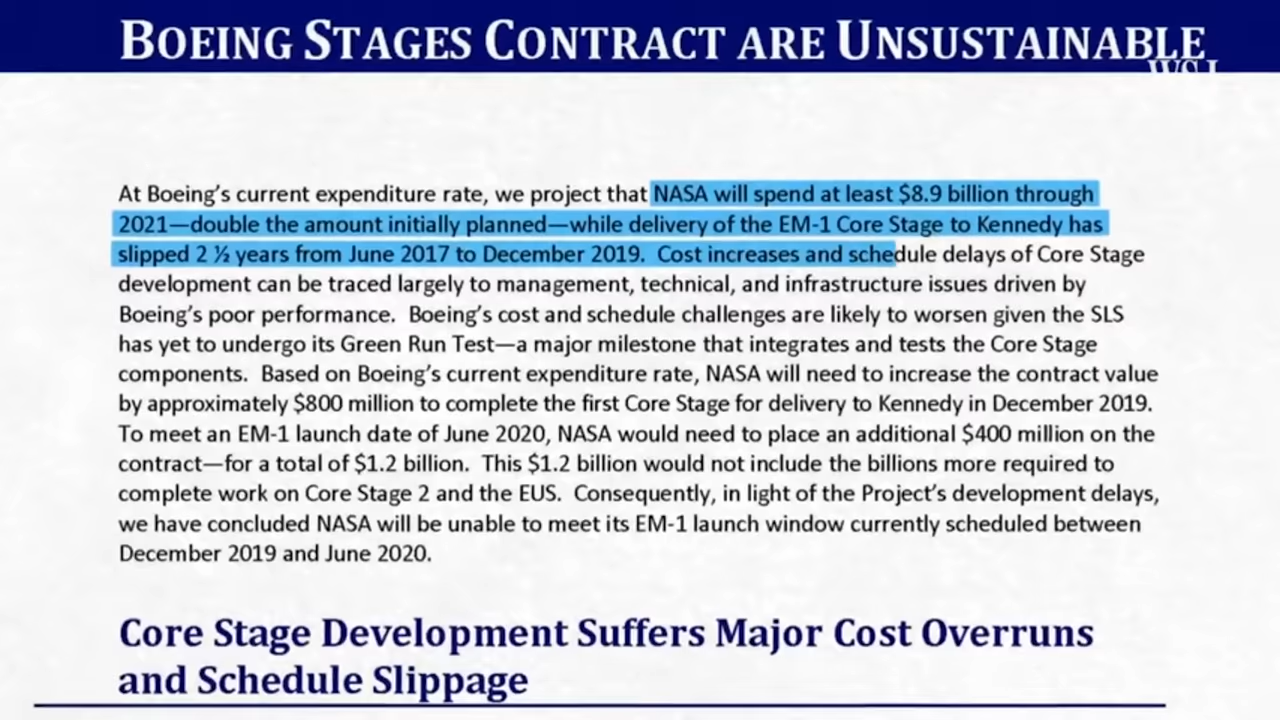 BOEING STAGES CONTRACT ARE UNSUSTAINABLE
WSJ
At Boeing's current expenditure rate, we project that NASA will spend at least $8.9 billion through
2021—double the amount initially planned—while delivery of the EM-1 Core Stage to Kennedy has
slipped 2 ½ years from June 2017 to December 2019.  Cost increases and schedule delays of Core Stage
development can be traced largely to management, technical, and infrastructure issues driven by
Boeing's poor performance.  Boeing's cost and schedule challenges are likely to worsen given the SLS
has yet to undergo its Green Run Test—a major milestone that integrates and tests the Core Stage
components.  Based on Boeing's current expenditure rate, NASA will need to increase the contract value
by approximately $800 million to complete the first Core Stage for delivery to Kennedy in December 2019.
To meet an EM-1 launch date of June 2020, NASA would need to place an additional $400 million on the
contract—for a total of $1.2 billion.  This $1.2 billion would not include the billions more required to
complete work on Core Stage 2 and the EUS.  Consequently, in light of the Project's development delays,
we have concluded NASA will be unable to meet its EM-1 launch window currently scheduled between
December 2019 and June 2020.
Core Stage Development Suffers Major Cost Overruns
and Schedule Slippage